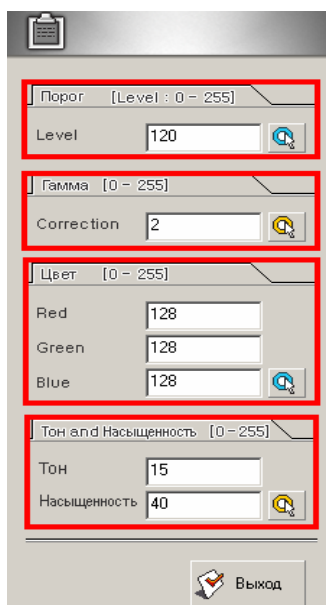 Порог [Level : 0 - 255]
Level 120
Гамма [0 - 255]
Correction 2
Цвет [0 - 255]
Red 128
Green 128
Blue 128
Тон and Насыщенность [0-255]
Тон 15
Насыщенность 40
Выход